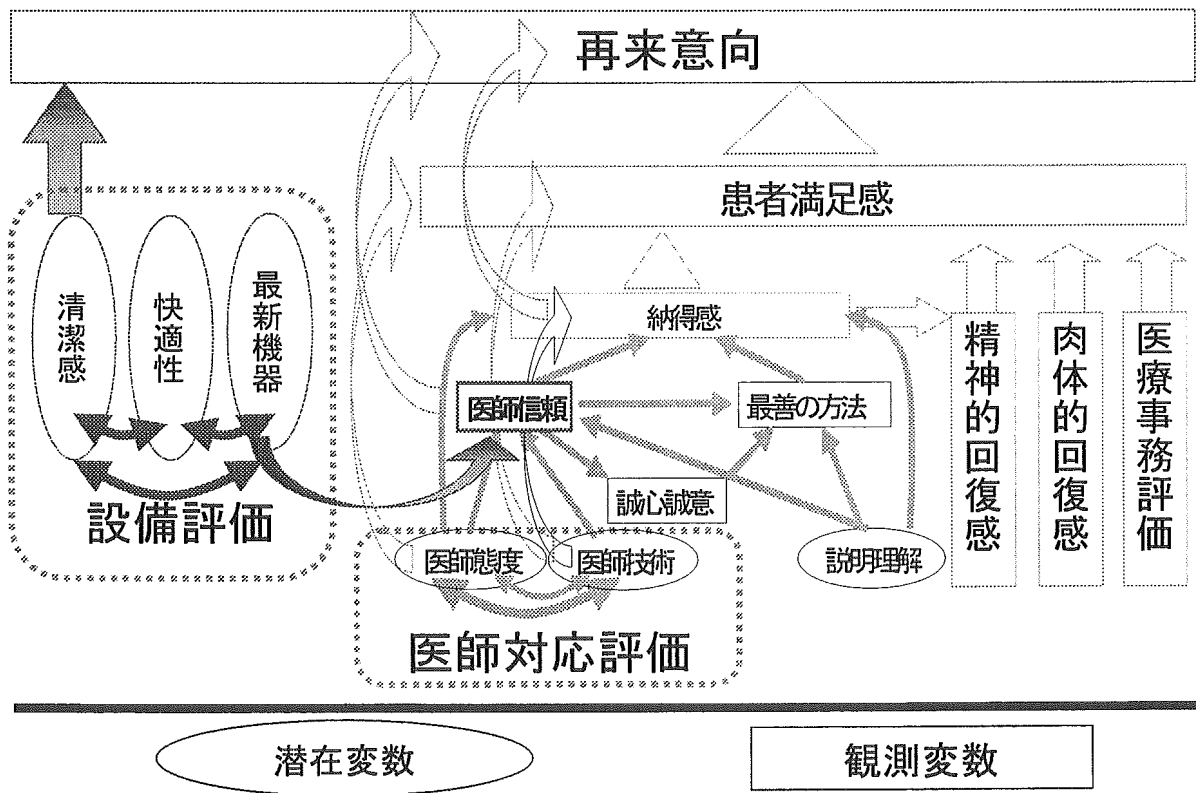 再来意向
患者満足感
清潔感
快適性
最新機器
設備評価
納得感
医師信頼
最善の方法
誠心誠意
医師態度
医師技術
説明理解
医師対応評価
精神的回復感
肉体的回復感
医療事務評価
潜在変数
観測変数